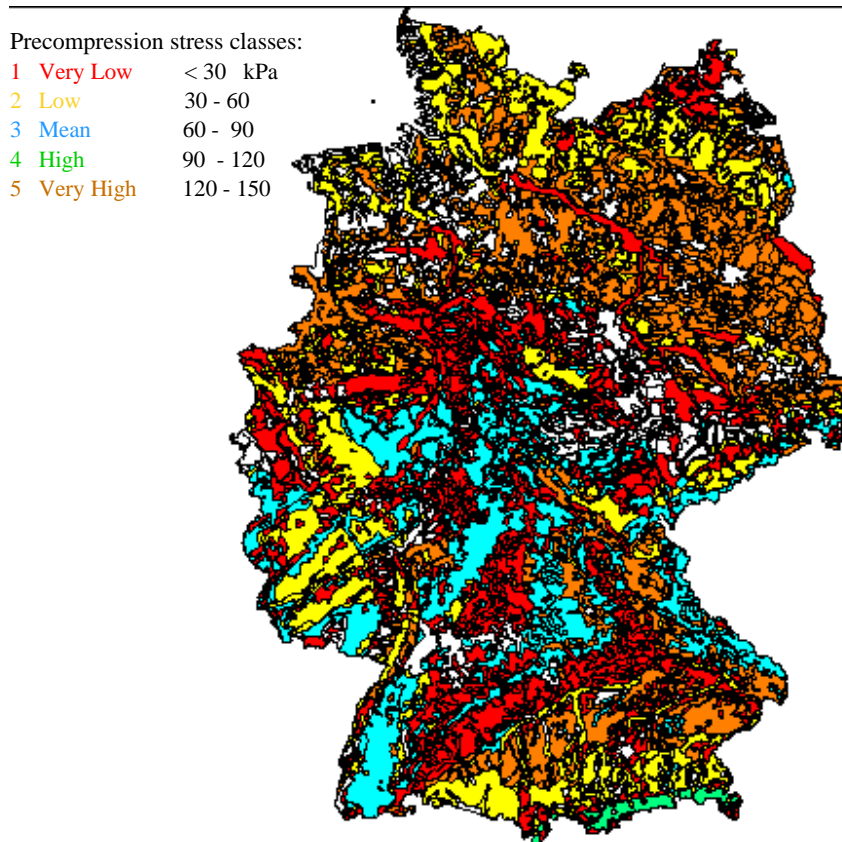 Precompression stress classes:
1 Very Low < 30 kPa
2 Low 30 - 60
3 Mean 60 - 90
4 High 90 - 120
5 Very High 120 - 150